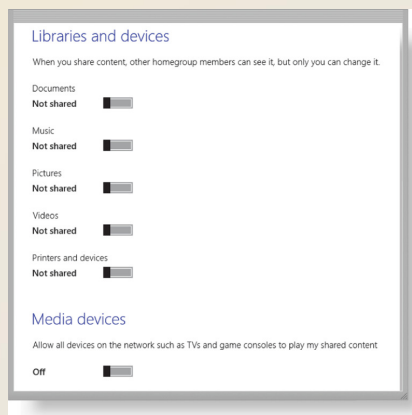 Libraries and devices
When you share content, other homegroup members can see it, but only you can change it.
Documents
Not shared
Music
Not shared
Pictures
Not shared
Videos
Not shared
Printers and devices
Not shared
Media devices
Allow all devices on the network such as TVs and game consoles to play my shared content
Off